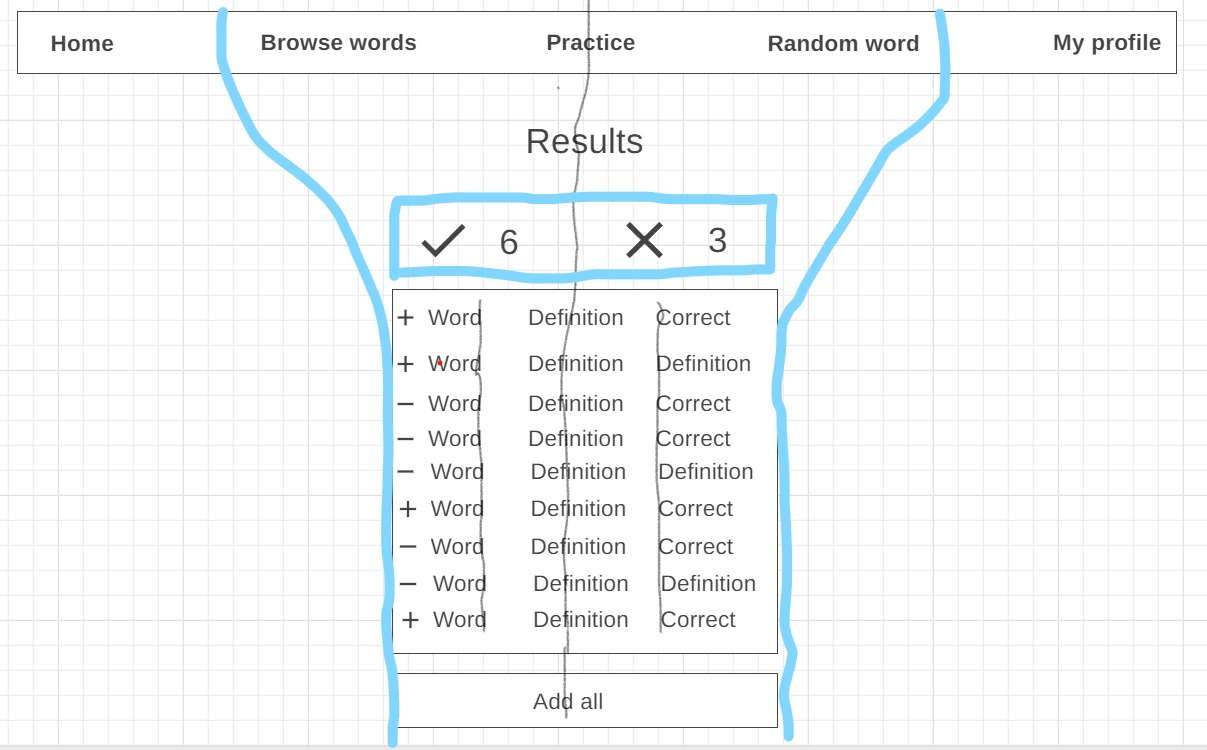 Home Browse words Practice Random word My profile
Results
✓ 6 ✕ 3
+ Word Definition Correct
+ Word Definition Definition
− Word Definition Correct
− Word Definition Correct
− Word Definition Definition
+ Word Definition Correct
− Word Definition Correct
− Word Definition Definition
+ Word Definition Correct
Add all